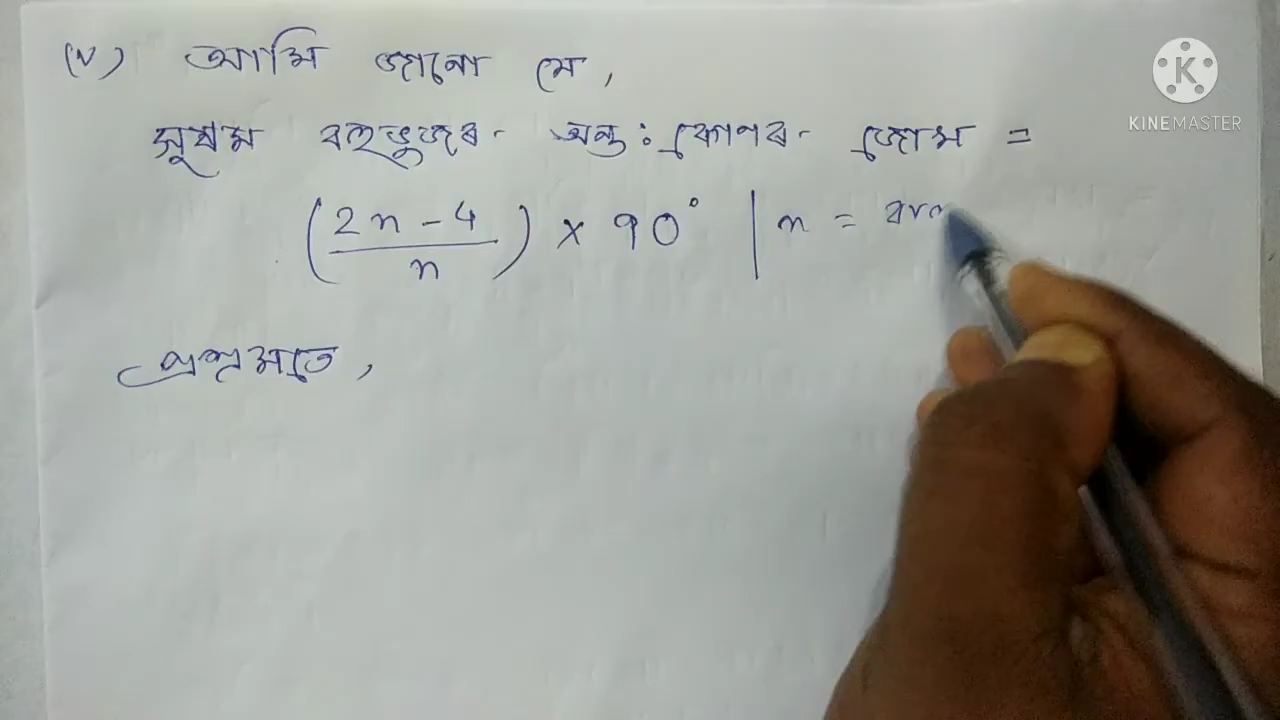 (v) আমি জানো যে,
সুষম বহুভুজৰ অন্ত:কোণৰ জোখ =
(2n - 4 / n) × 90° | n =
প্ৰশ্নমতে,
KINEMASTER